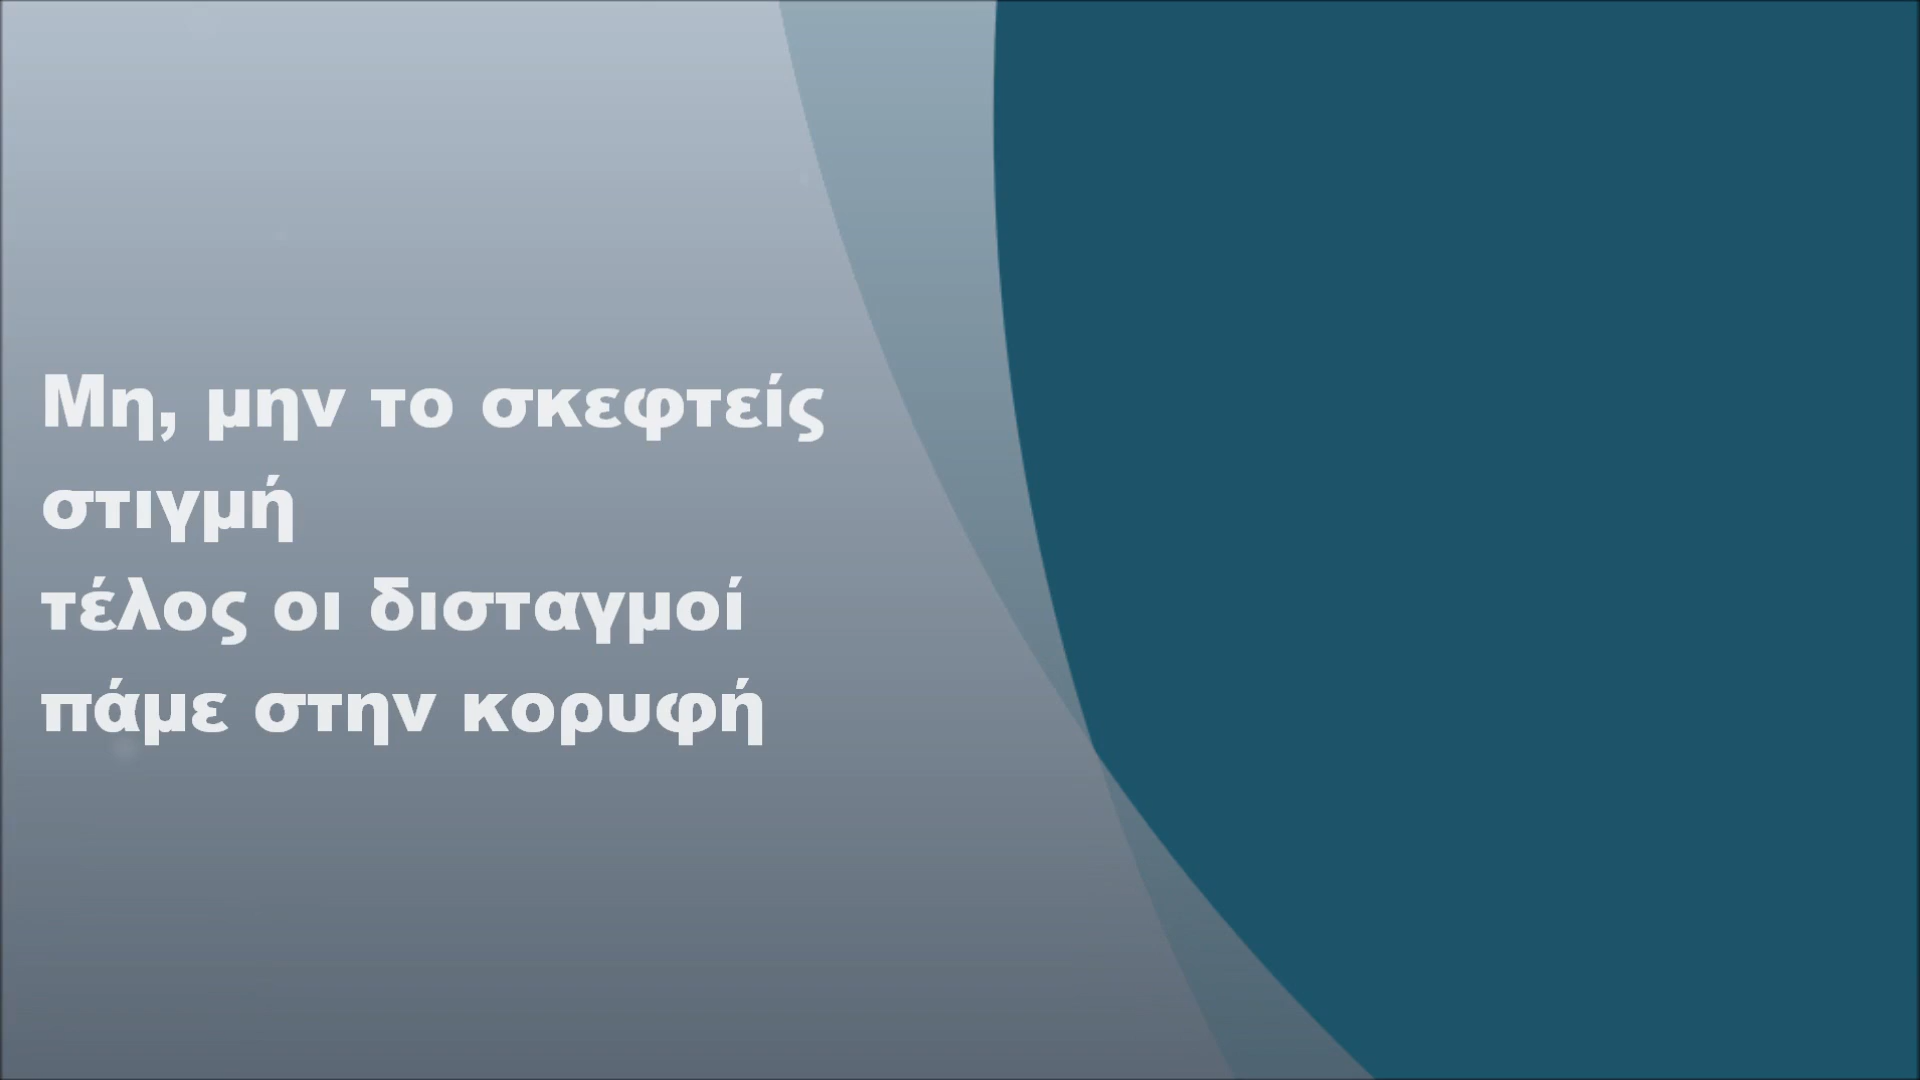 Μη, μην το σκεφτείς
στιγμή
τέλος οι δισταγμοί
πάμε στην κορυφή